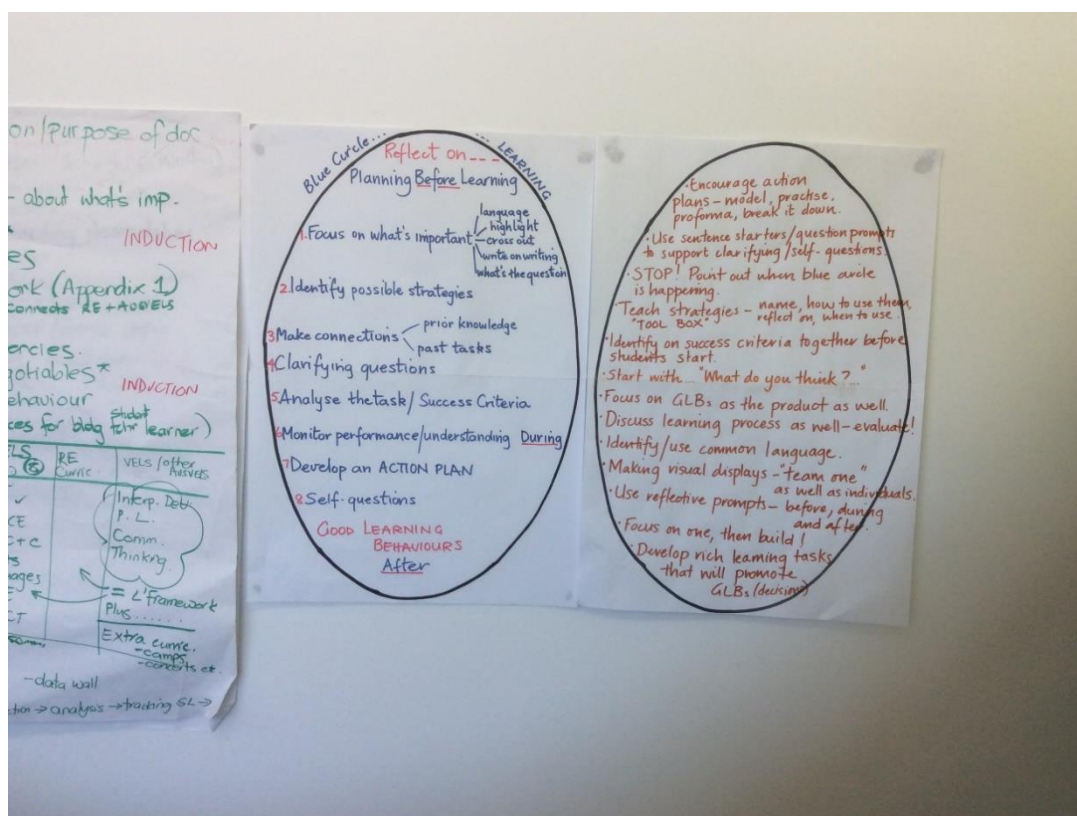 on/purpose of doc
- about what's imp.
INDUCTION
es
ork (Appendix 1)
connects RE + AUSVELS
encies.
gotiables*
INDUCTION
ehaviour
student
ces for bldg tchr learner)
RE
Curric.
VELS/other
AUSVELS
Interp. Dev.
P. L.
Comm.
Thinkng.
CE
C+C
ages
= L'Framework
Plus......
CT
Extra curric.
-camps
-concerts etc.
-data wall
tion → analysis → tracking SL →
Blue Circle...
... LEARNING
Reflect on---
Planning Before Learning
1.Focus on what's important
language
highlight
cross out
write on writing
what's the question
2.Identify possible strategies
3 Make connections
prior knowledge
past tasks
4 Clarifying questions
5 Analyse the task/Success Criteria
6 Monitor performance/understanding During
7 Develop an ACTION PLAN
8 Self-questions
GOOD LEARNING
BEHAVIOURS
After
·Encourage action
plans - model, practise,
proforma, break it down.
·Use sentence starters/question prompts
to support clarifying /self-questions.
·STOP! Point out when blue circle
is happening.
·Teach strategies - name, how to use them,
"TOOL BOX" reflect on, when to use.
·Identify on success criteria together before
students start.
·Start with... "What do you think?..."
·Focus on GLBs as the product as well.
·Discuss learning process as well - evaluate!
·Identify/use common language.
·Making visual displays - "team one"
as well as individuals.
·Use reflective prompts - before, during
and after.
·Focus on one, then build!
·Develop rich learning tasks
that will promote
GLBs (decision)